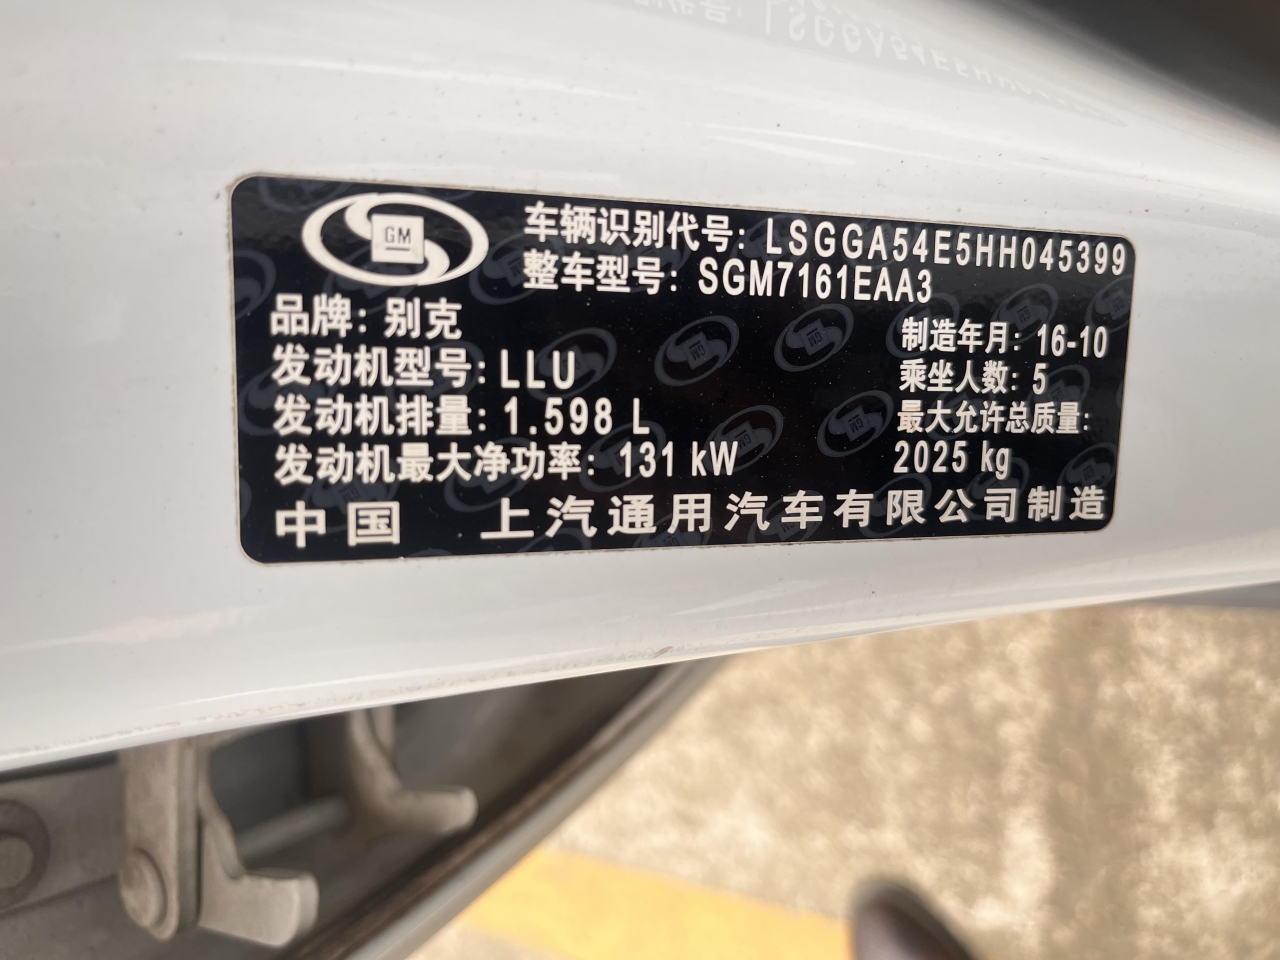 GM
车辆识别代号: LSGGA54E5HH045399
整车型号: SGM7161EAA3
品牌: 别克
发动机型号: LLU
发动机排量: 1.598 L
发动机最大净功率: 131 kW
制造年月: 16-10
乘坐人数: 5
最大允许总质量:
2025 kg
中国 上汽通用汽车有限公司制造